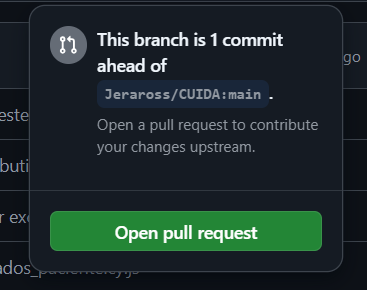 This branch is 1 commit
ahead of
Jeraross/CUIDA:main.
Open a pull request to contribute
your changes upstream.
Open pull request
go